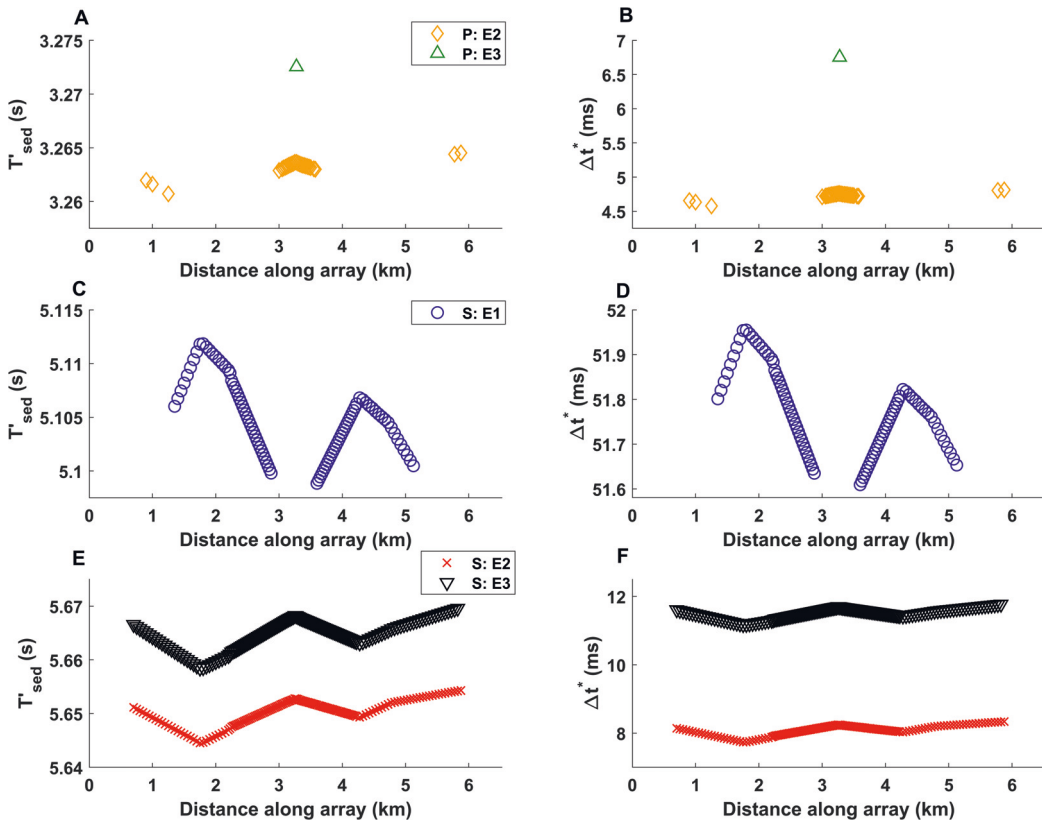 A
T'sed (s)
3.275
3.27
3.265
3.26
0 1 2 3 4 5 6
Distance along array (km)
P: E2
P: E3
B
Δt* (ms)
7
6.5
6
5.5
5
4.5
0 1 2 3 4 5 6
Distance along array (km)
C
T'sed (s)
5.115
5.11
5.105
5.1
0 1 2 3 4 5 6
Distance along array (km)
S: E1
D
Δt* (ms)
52
51.9
51.8
51.7
51.6
0 1 2 3 4 5 6
Distance along array (km)
E
T'sed (s)
5.67
5.66
5.65
5.64
0 1 2 3 4 5 6
Distance along array (km)
S: E2
S: E3
F
Δt* (ms)
12
10
8
0 1 2 3 4 5 6
Distance along array (km)